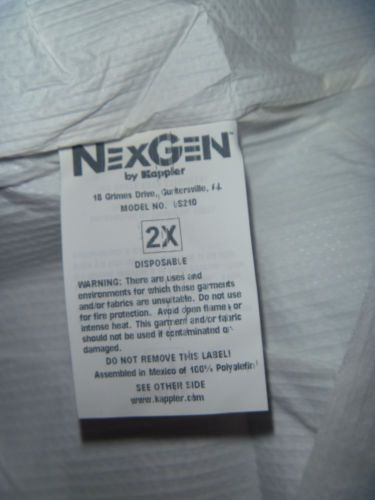 NEXGEN™
by Kappler
18 Grimes Drive, Guntersville, AL
MODEL NO. LS210
2X
DISPOSABLE
WARNING: There are uses and
environments for which these garments
and/or fabrics are unsuitable. Do not use
for fire protection. Avoid open flames or
intense heat. This garment and/or fabric
should not be used if contaminated or
damaged.
DO NOT REMOVE THIS LABEL!
Assembled in Mexico of 100% Polyolefin
SEE OTHER SIDE
www.kappler.com